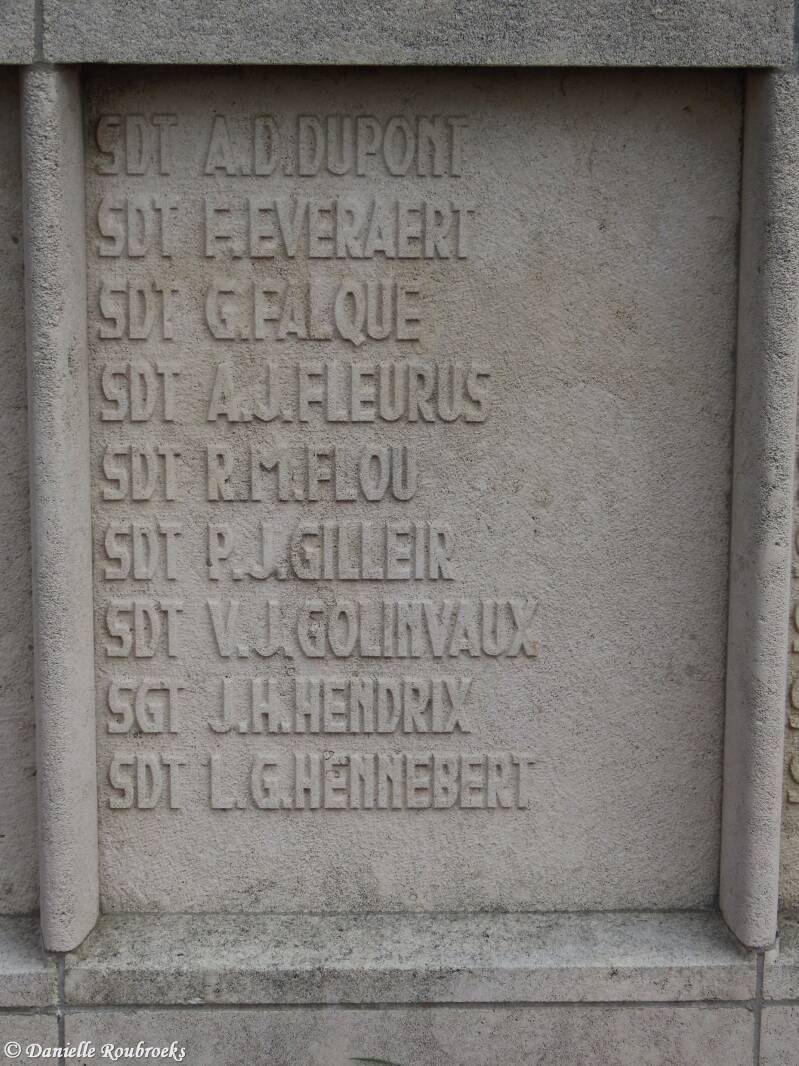 SDT A.D.DUPONT
SDT F.EVERAERT
SDT G.FALQUE
SDT A.J.FLEURUS
SDT R.M.FLOU
SDT P.J.GILLEIR
SDT V.J.GOLINVAUX
SGT J.H.HENDRIX
SDT L.G.HENNEBERT
© Danielle Roubroeks